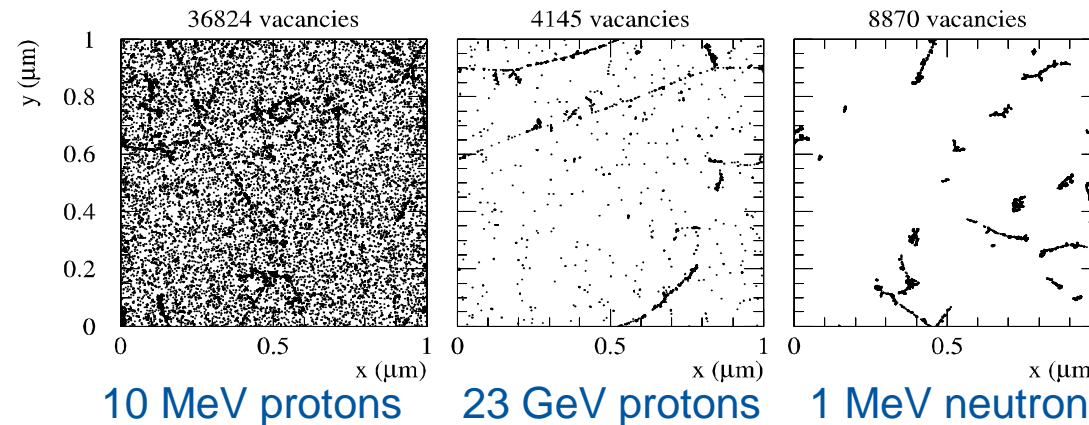 36824 vacancies 4145 vacancies 8870 vacancies
y (μm)
1
0.8
0.6
0.4
0.2
0
0 0.5 1 0 0.5 1 0 0.5
x (μm) x (μm) x (μm
10 MeV protons 23 GeV protons 1 MeV neutron